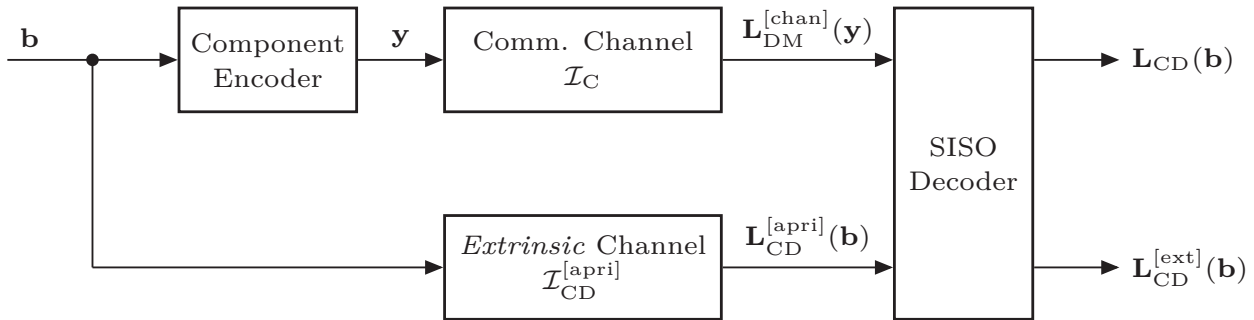 b
Component
Encoder
y
Comm. Channel
𝓘_C
L_DM^[chan](y)
SISO
Decoder
L_CD(b)
Extrinsic Channel
𝓘_CD^[apri]
L_CD^[apri](b)
L_CD^[ext](b)